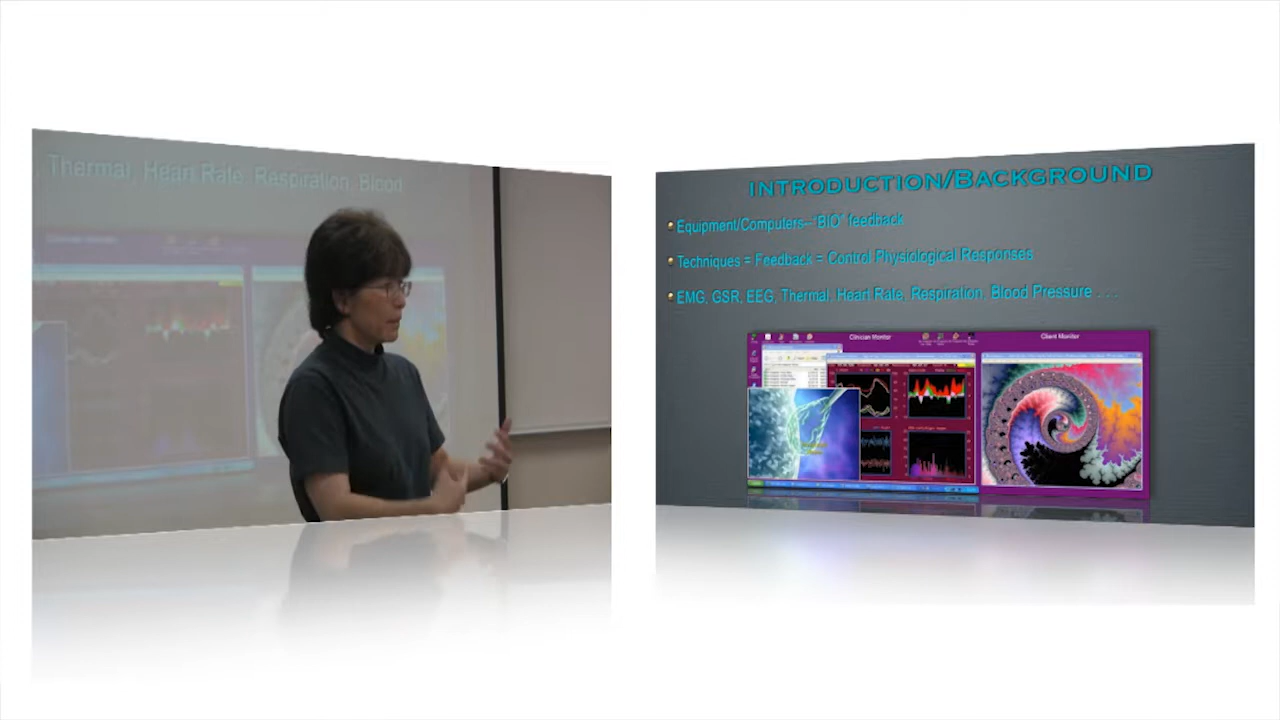 Thermal, Heart Rate, Respiration, Blood
INTRODUCTION/BACKGROUND
Equipment/Computers--"BIO" feedback
Techniques = Feedback = Control Physiological Responses
EMG, GSR, EEG, Thermal, Heart Rate, Respiration, Blood Pressure . . . .
Clinician Monitor
Client Monitor